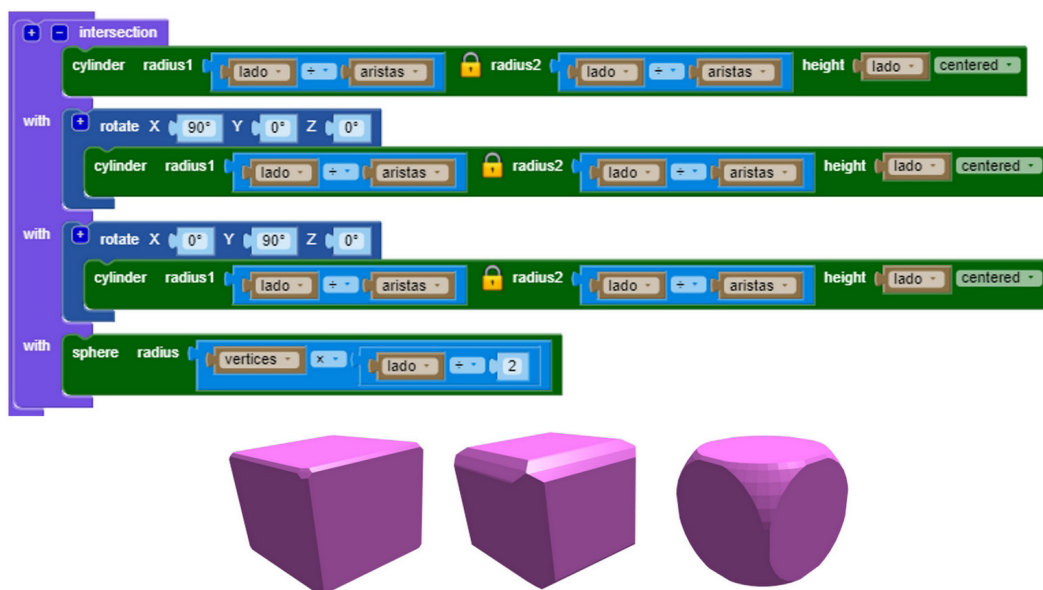 + - intersection
cylinder radius1 lado ÷ aristas radius2 lado ÷ aristas height lado centered
with + rotate X 90° Y 0° Z 0°
cylinder radius1 lado ÷ aristas radius2 lado ÷ aristas height lado centered
with + rotate X 0° Y 90° Z 0°
cylinder radius1 lado ÷ aristas radius2 lado ÷ aristas height lado centered
with sphere radius vertices × lado ÷ 2